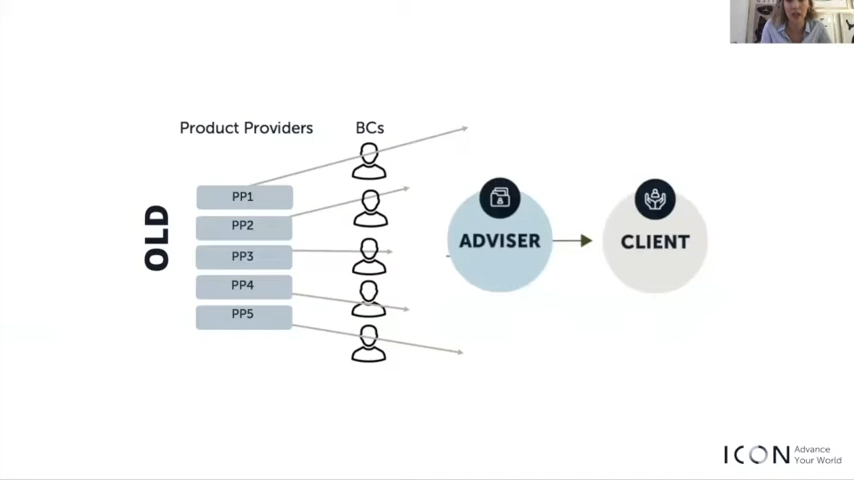 Product Providers
BCs
OLD
PP1
PP2
PP3
PP4
PP5
ADVISER
CLIENT
ICON
Advance
Your World